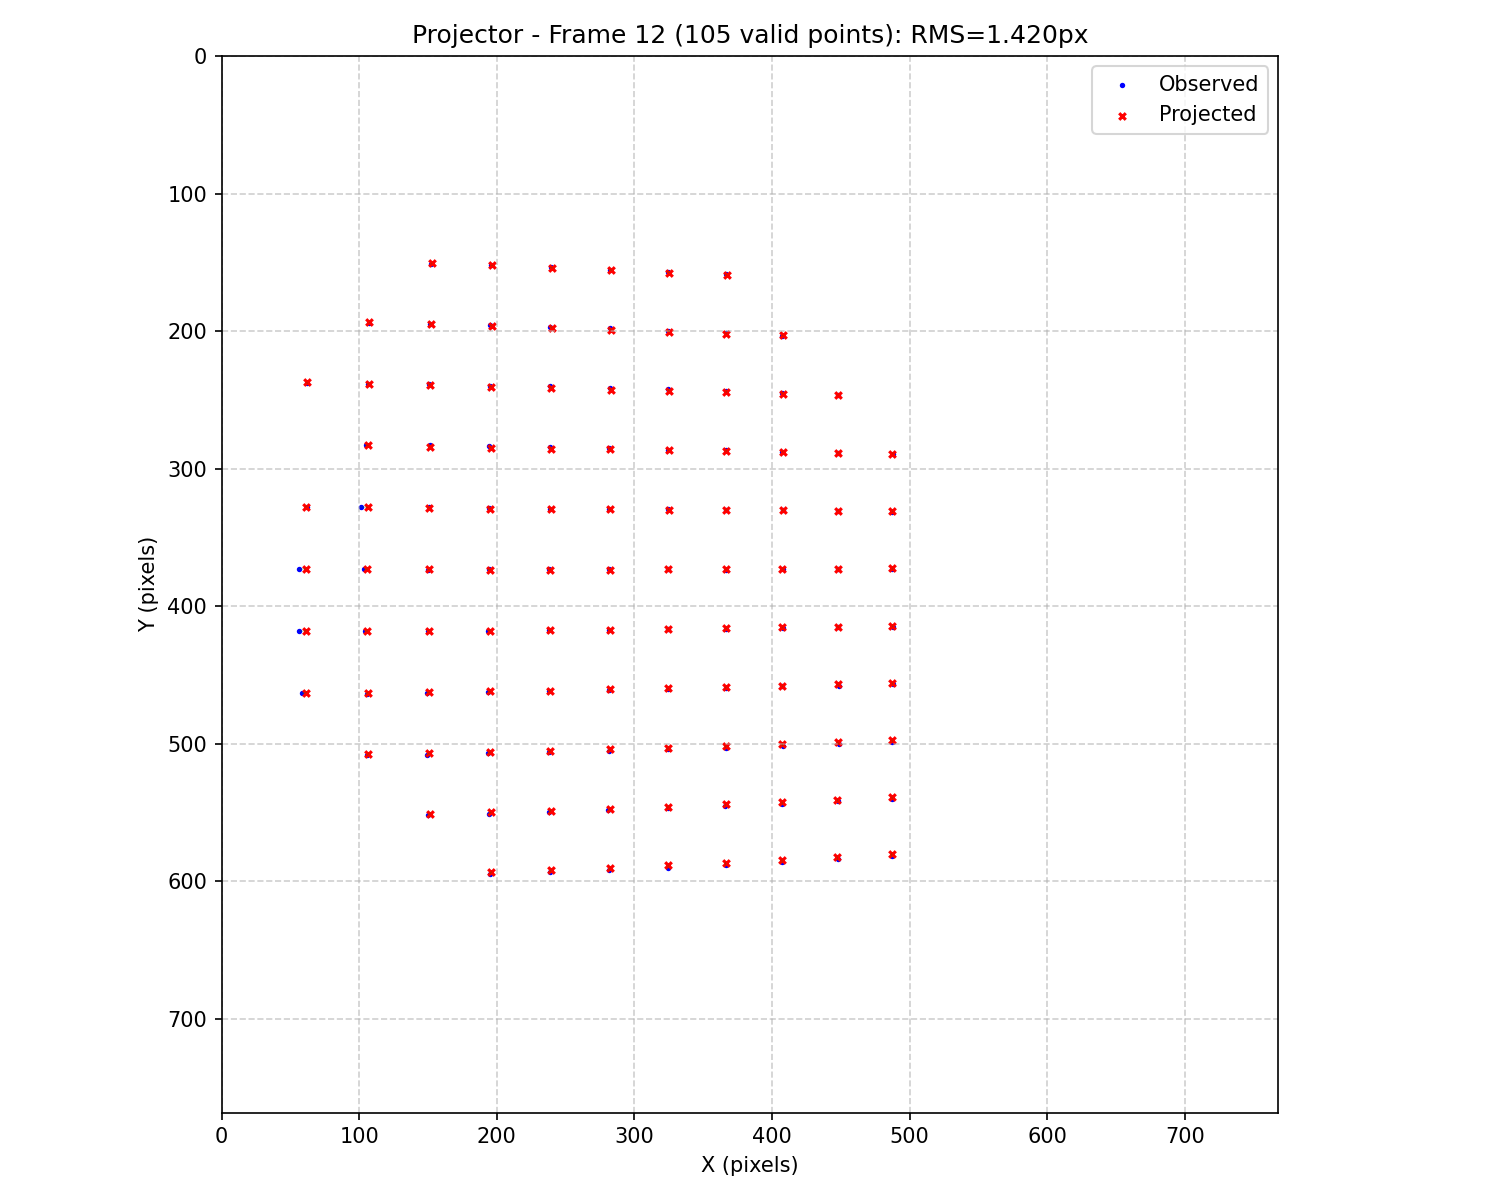 Projector - Frame 12 (105 valid points): RMS=1.420px
Observed
Projected
0
100
200
300
400
500
600
700
Y (pixels)
0 100 200 300 400 500 600 700
X (pixels)